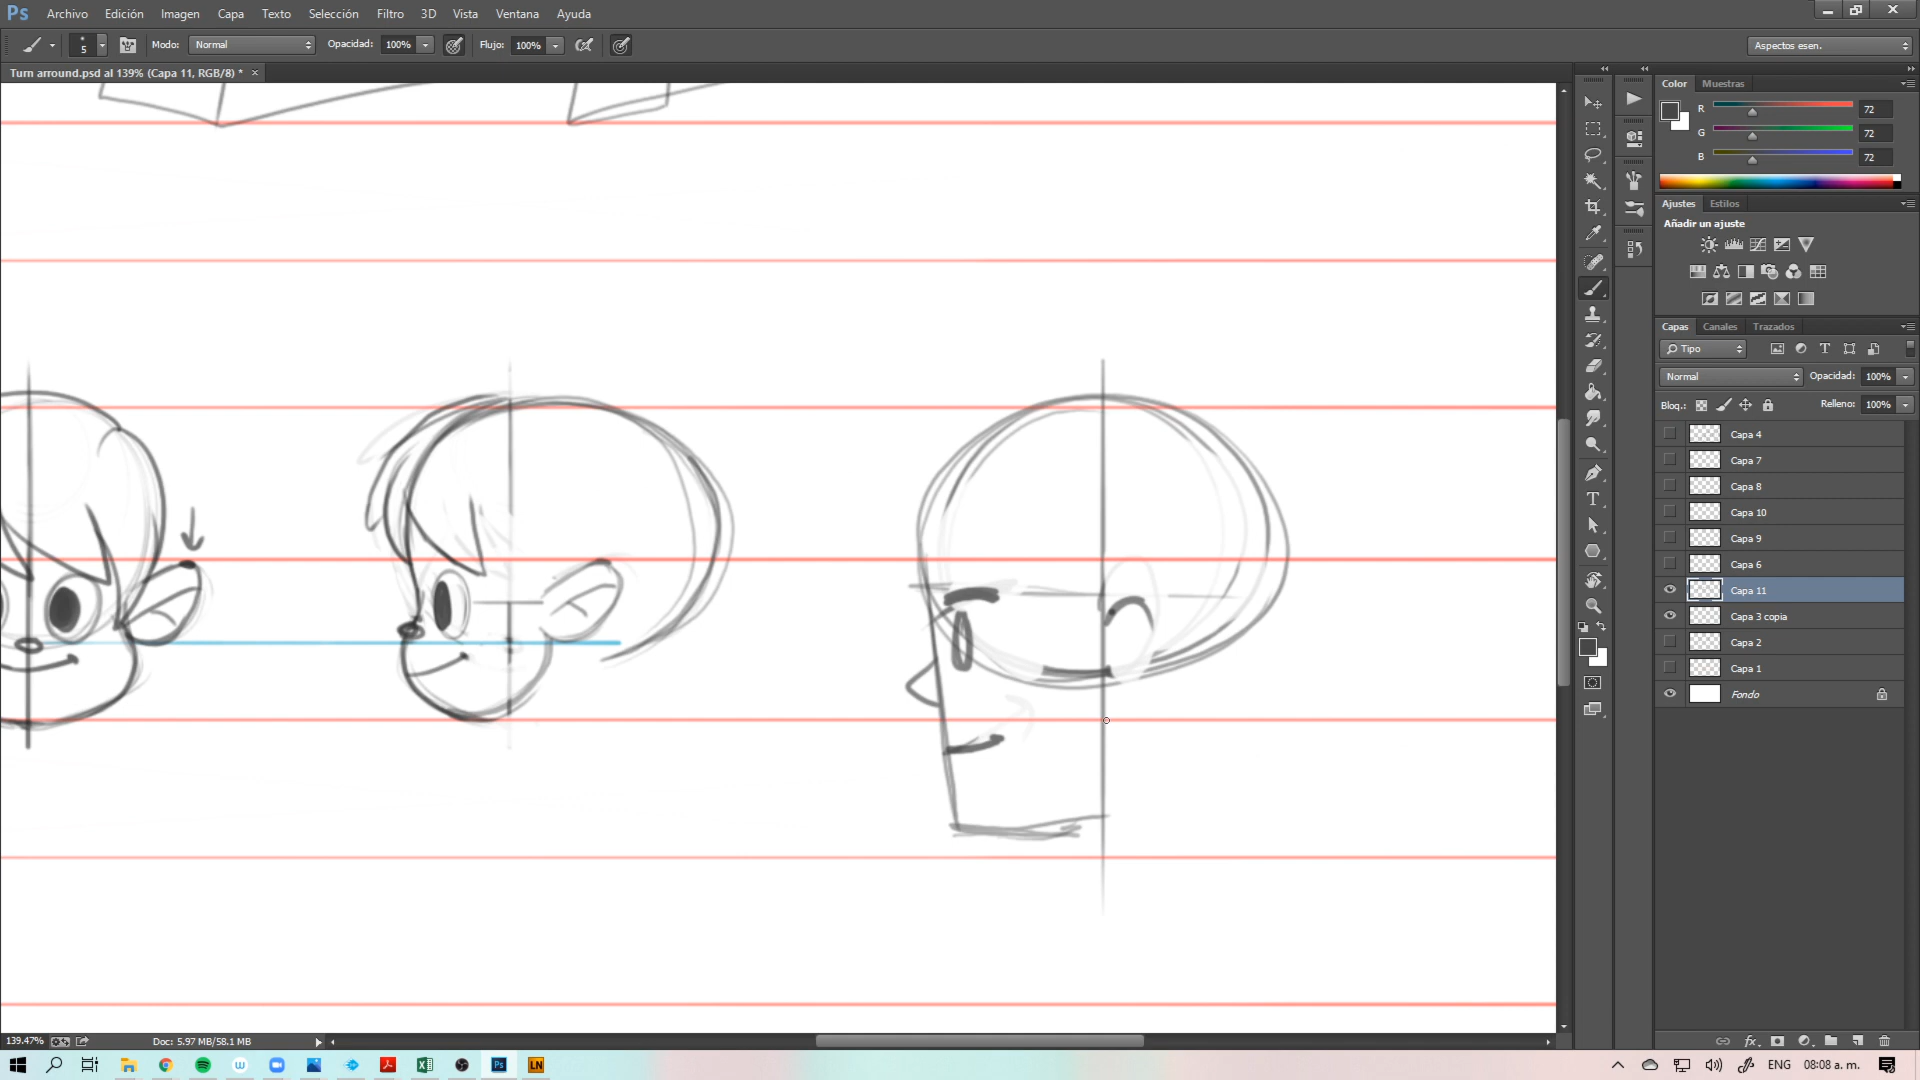 Ps Archivo Edición Imagen Capa Texto Selección Filtro 3D Vista Ventana Ayuda
5 Modo: Normal Opacidad: 100% Flujo: 100% Aspectos esen.
Turn arround.psd al 139% (Capa 11, RGB/8) * ×
Color Muestras
R 72
G 72
B 72
Ajustes Estilos
Añadir un ajuste
Capas Canales Trazados
Tipo
Normal Opacidad: 100%
Bloq.: Relleno: 100%
Capa 4
Capa 7
Capa 8
Capa 10
Capa 9
Capa 6
Capa 11
Capa 3 copia
Capa 2
Capa 1
Fondo
139.47% Doc: 5.97 MB/58.1 MB
ENG 08:08 a. m.